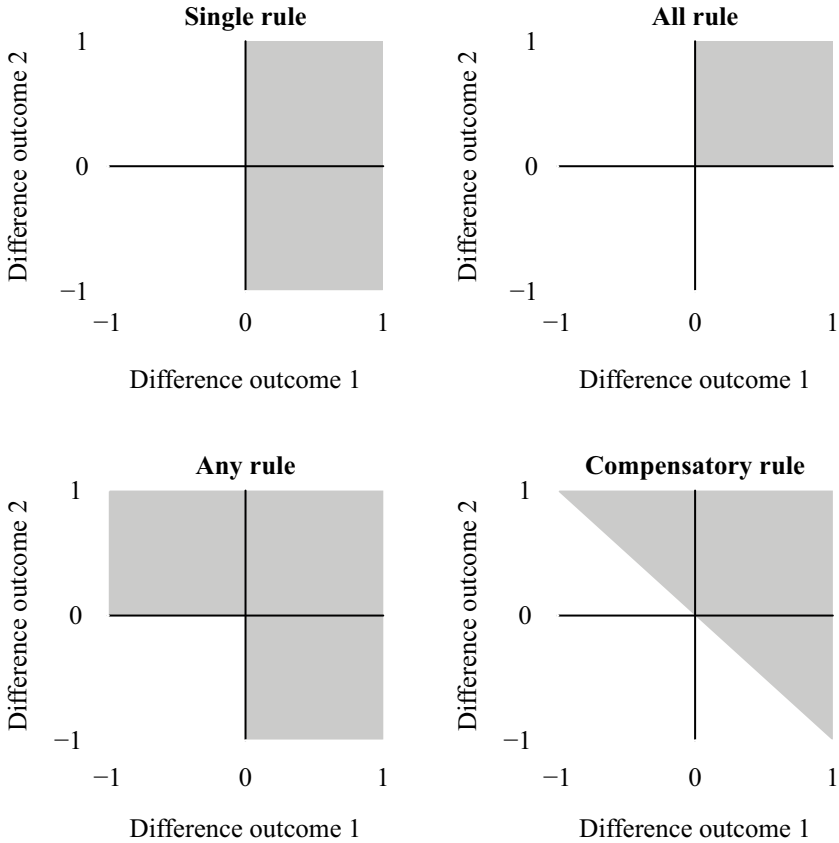 Single rule
All rule
Difference outcome 2
1
0
−1
−1 0 1
Difference outcome 1
Difference outcome 2
1
0
−1
−1 0 1
Difference outcome 1
Any rule
Compensatory rule
Difference outcome 2
1
0
−1
−1 0 1
Difference outcome 1
Difference outcome 2
1
0
−1
−1 0 1
Difference outcome 1